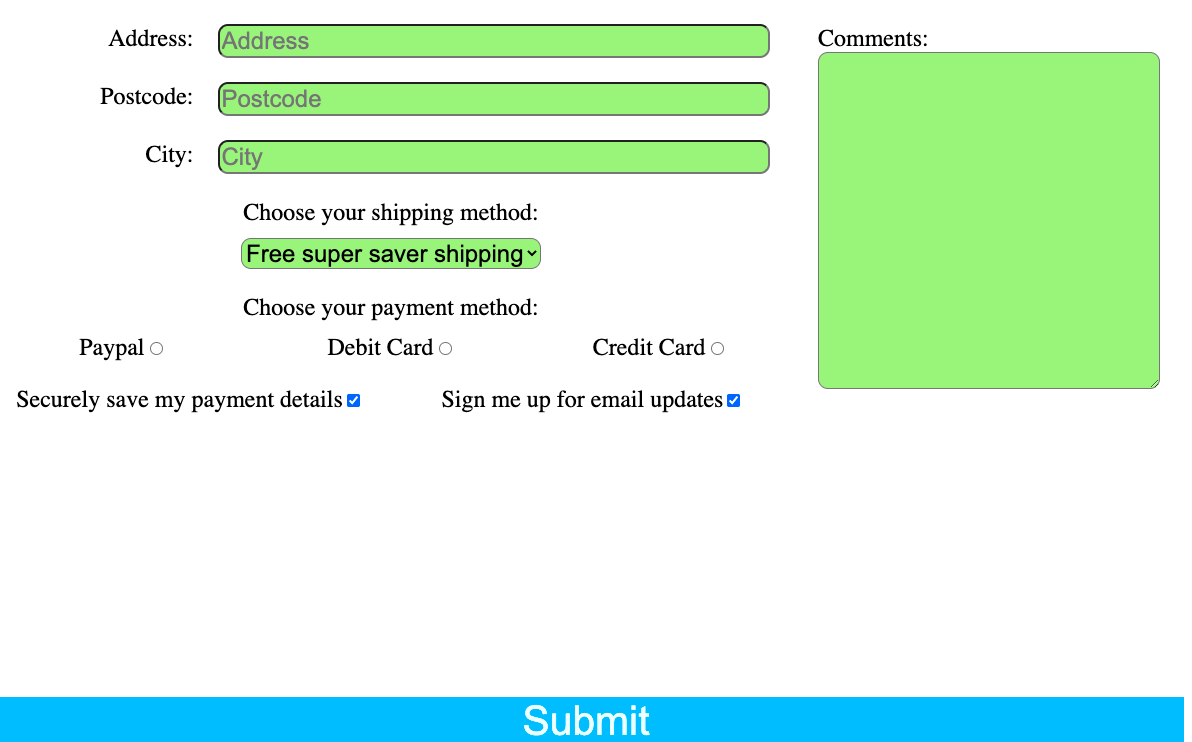 Address:
Address
Postcode:
Postcode
City:
City
Choose your shipping method:
Free super saver shipping
Choose your payment method:
Paypal
Debit Card
Credit Card
Securely save my payment details
Sign me up for email updates
Comments:
Submit